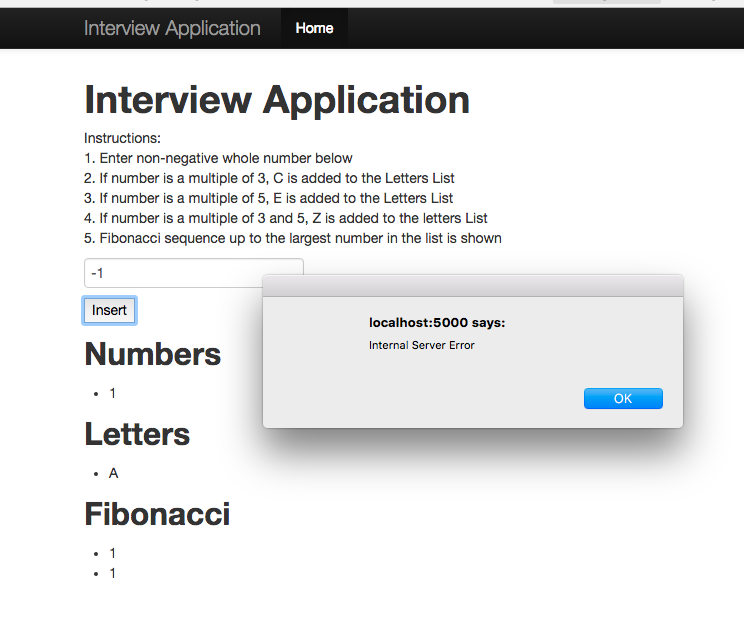 Interview Application Home
Interview Application
Instructions:
1. Enter non-negative whole number below
2. If number is a multiple of 3, C is added to the Letters List
3. If number is a multiple of 5, E is added to the Letters List
4. If number is a multiple of 3 and 5, Z is added to the letters List
5. Fibonacci sequence up to the largest number in the list is shown
-1
Insert
localhost:5000 says:
Internal Server Error
OK
Numbers
• 1
Letters
• A
Fibonacci
• 1
• 1